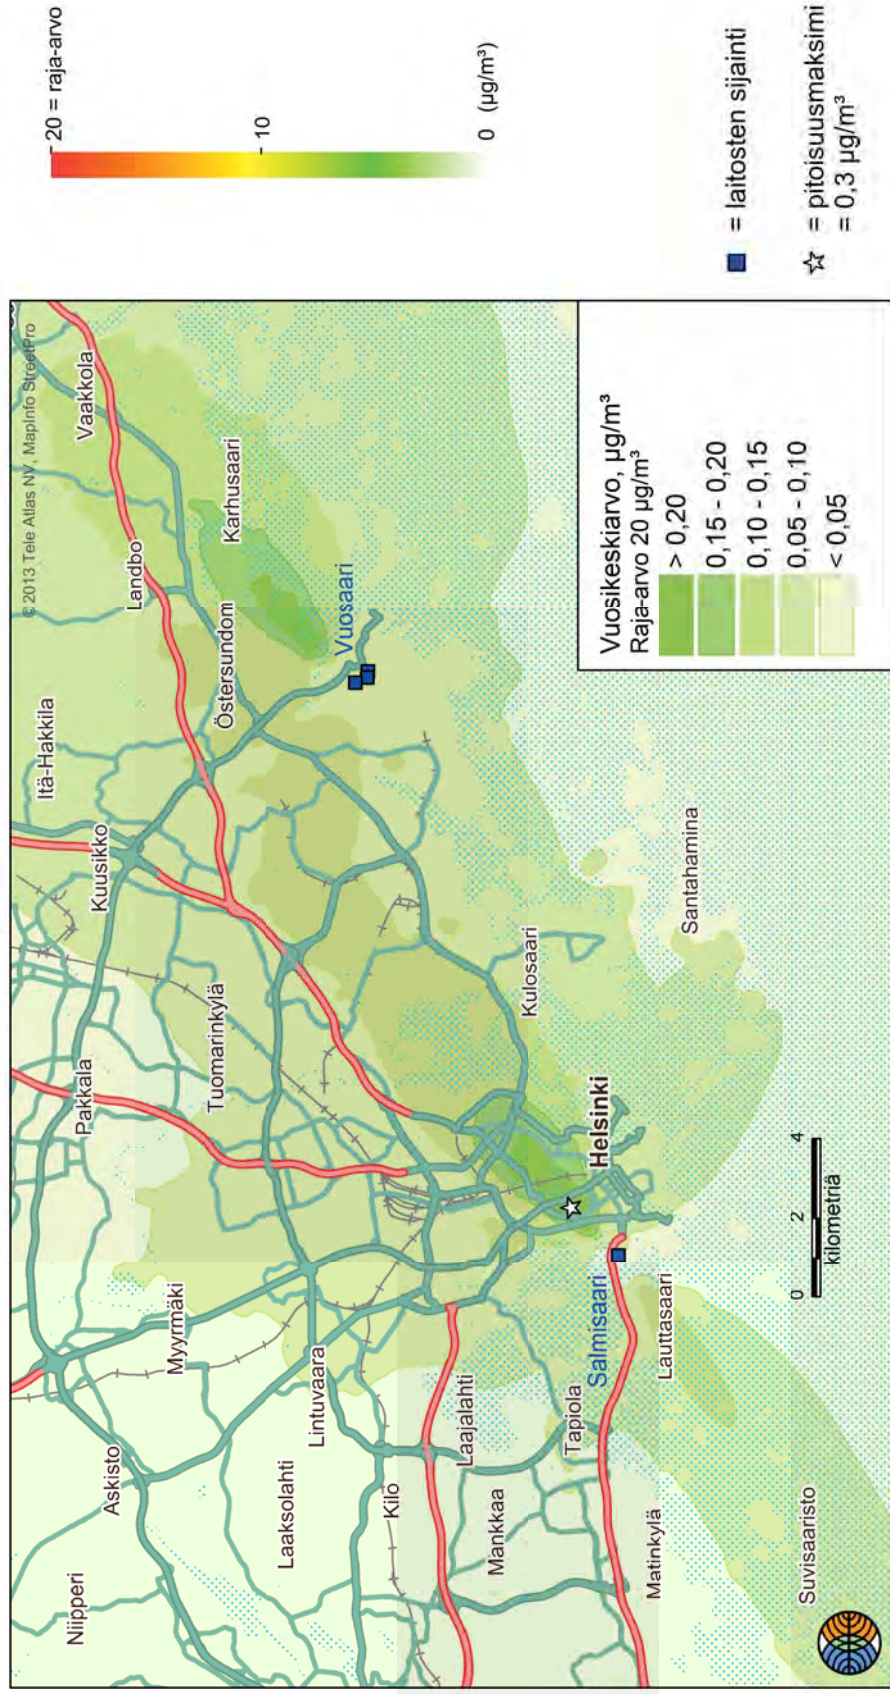 © 2013 Tele Atlas NV, MapInfo StreetPro
Vaakkola
Landbo
Karhusaari
Itä-Hakkila
Östersundom
Vuosaari
Kuusikko
Pakkala
Tuomarinkylä
Kulosaari
Santahamina
Helsinki
Myyrmäki
Lintuvaara
Askisto
Laaksolahti
Niipperi
Kilo
Laajalahti
Mankkaa
Tapiola
Salmisaari
Lauttasaari
Matinkylä
Suvisaaristo
0 2 4
kilometriä
Vuosikeskiarvo, µg/m³
Raja-arvo 20 µg/m³
> 0,20
0,15 - 0,20
0,10 - 0,15
0,05 - 0,10
< 0,05
20 = raja-arvo
10
0 (µg/m³)
= laitosten sijainti
= pitoisuusmaksimi
= 0,3 µg/m³